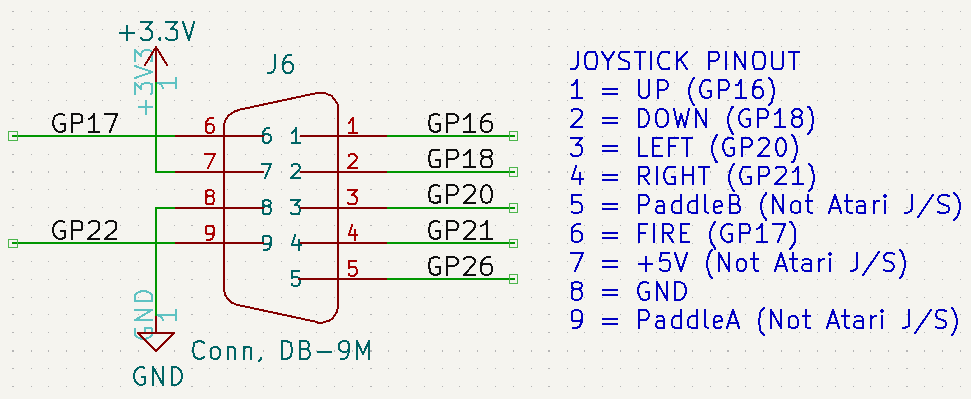 +3.3V
+3V3
1
J6
GP17
6
6
1
1
GP16
7
7
2
2
GP18
8
8
3
3
GP20
GP22
9
9
4
4
GP21
5
5
GP26
GND
1
GND
Conn, DB-9M
JOYSTICK PINOUT
1 = UP (GP16)
2 = DOWN (GP18)
3 = LEFT (GP20)
4 = RIGHT (GP21)
5 = PaddleB (Not Atari J/S)
6 = FIRE (GP17)
7 = +5V (Not Atari J/S)
8 = GND
9 = PaddleA (Not Atari J/S)